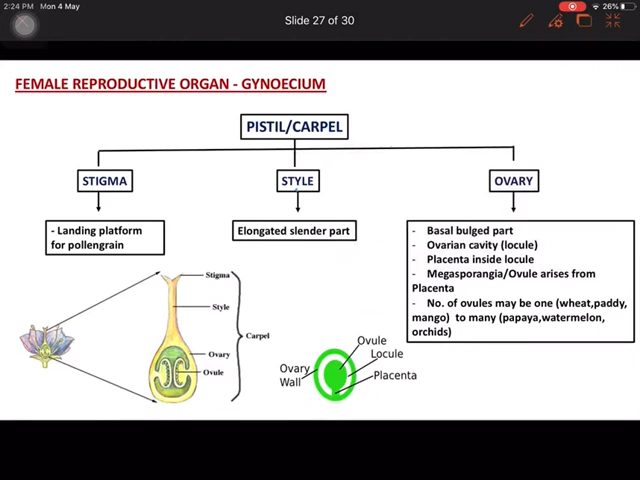 2:24 PM Mon 4 May
26%
Slide 27 of 30
FEMALE REPRODUCTIVE ORGAN - GYNOECIUM
PISTIL/CARPEL
STIGMA
STYLE
OVARY
- Landing platform
for pollengrain
Elongated slender part
- Basal bulged part
- Ovarian cavity (locule)
- Placenta inside locule
- Megasporangia/Ovule arises from
Placenta
- No. of ovules may be one (wheat,paddy,
mango) to many (papaya,watermelon,
orchids)
Stigma
Style
Carpel
Ovary
Ovule
Ovule
Locule
Ovary
Wall
Placenta